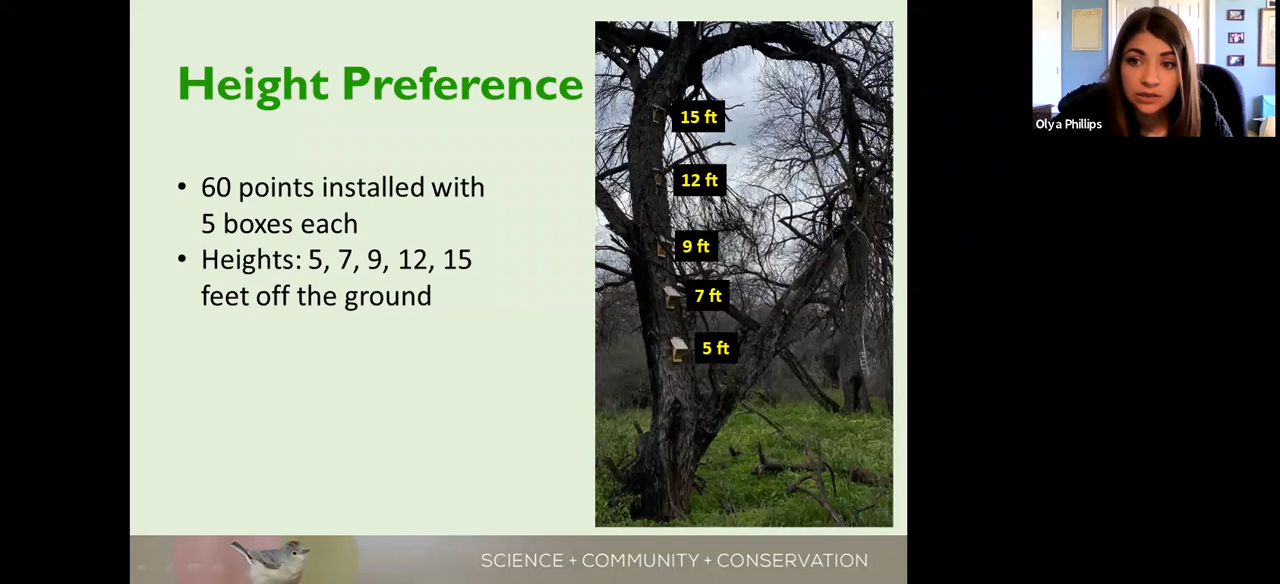 Height Preference
• 60 points installed with
5 boxes each
• Heights: 5, 7, 9, 12, 15
feet off the ground
15 ft
12 ft
9 ft
7 ft
5 ft
SCIENCE + COMMUNITY + CONSERVATION
Olya Phillips